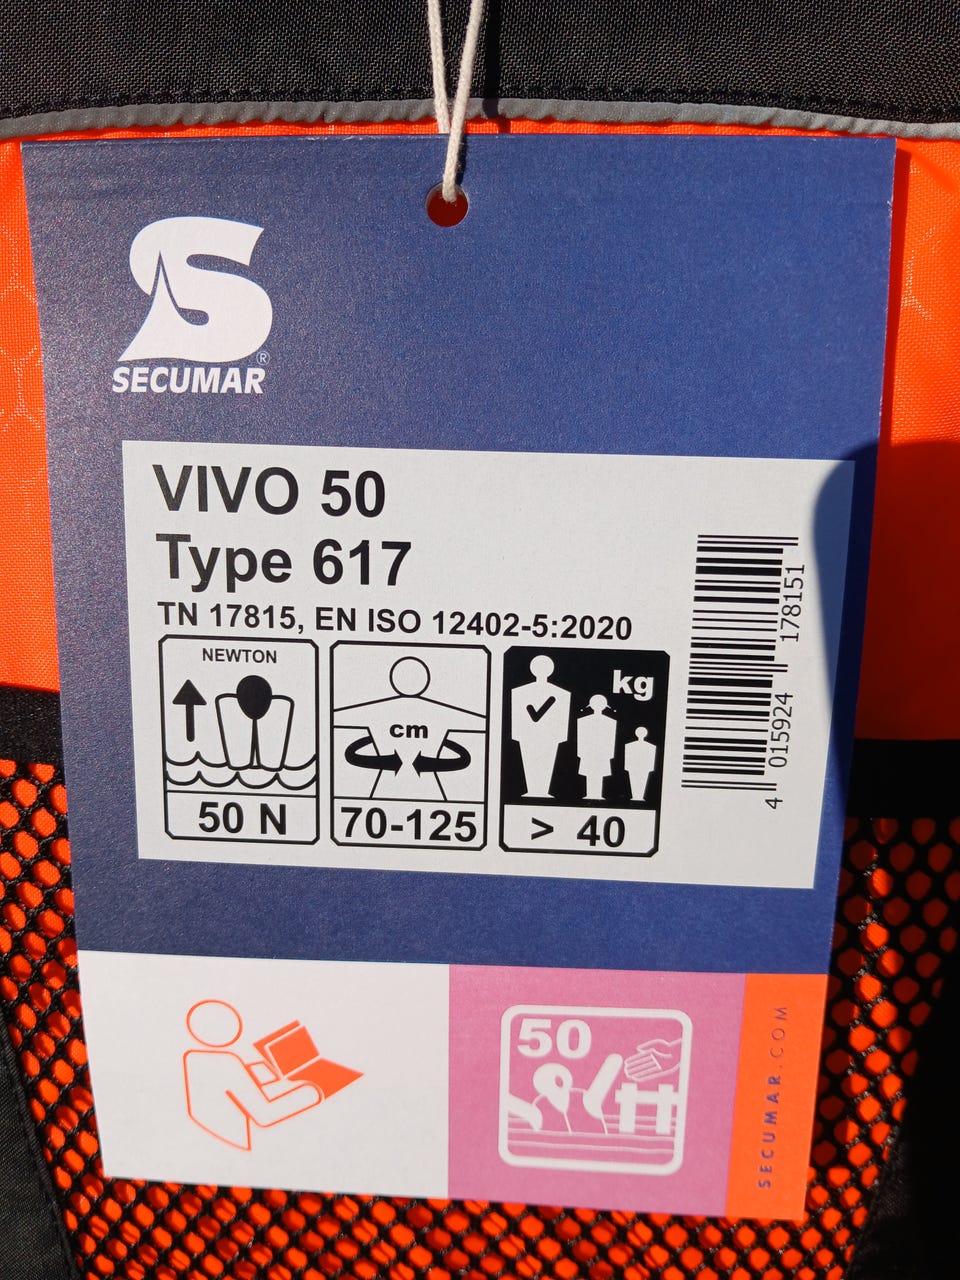 SECUMAR®
VIVO 50
Type 617
TN 17815, EN ISO 12402-5:2020
NEWTON
50 N
cm
70-125
kg
> 40
4 015924 178151
50
SECUMAR.COM